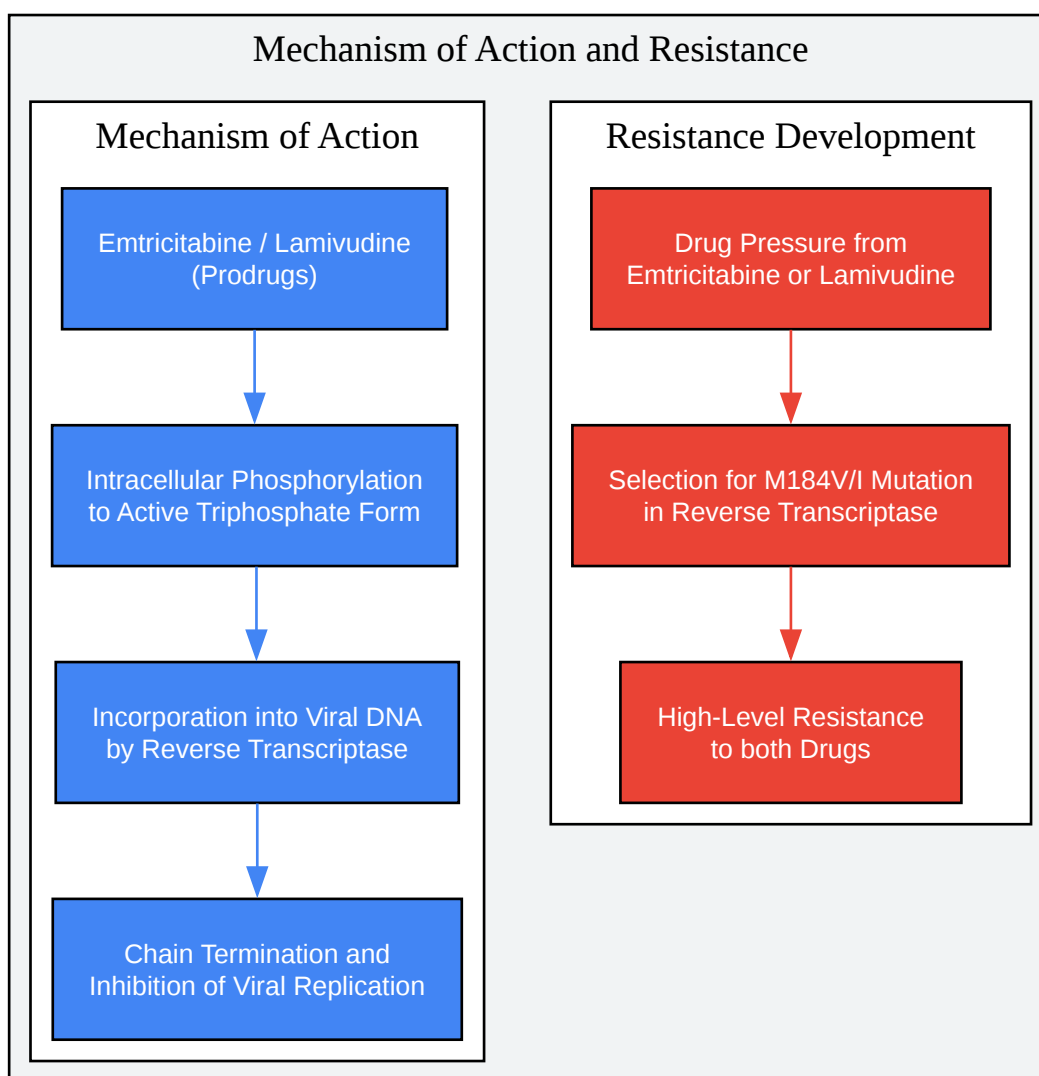 Mechanism of Action and Resistance
Mechanism of Action
Emtricitabine / Lamivudine
(Prodrugs)
Intracellular Phosphorylation
to Active Triphosphate Form
Incorporation into Viral DNA
by Reverse Transcriptase
Chain Termination and
Inhibition of Viral Replication
Resistance Development
Drug Pressure from
Emtricitabine or Lamivudine
Selection for M184V/I Mutation
in Reverse Transcriptase
High-Level Resistance
to both Drugs